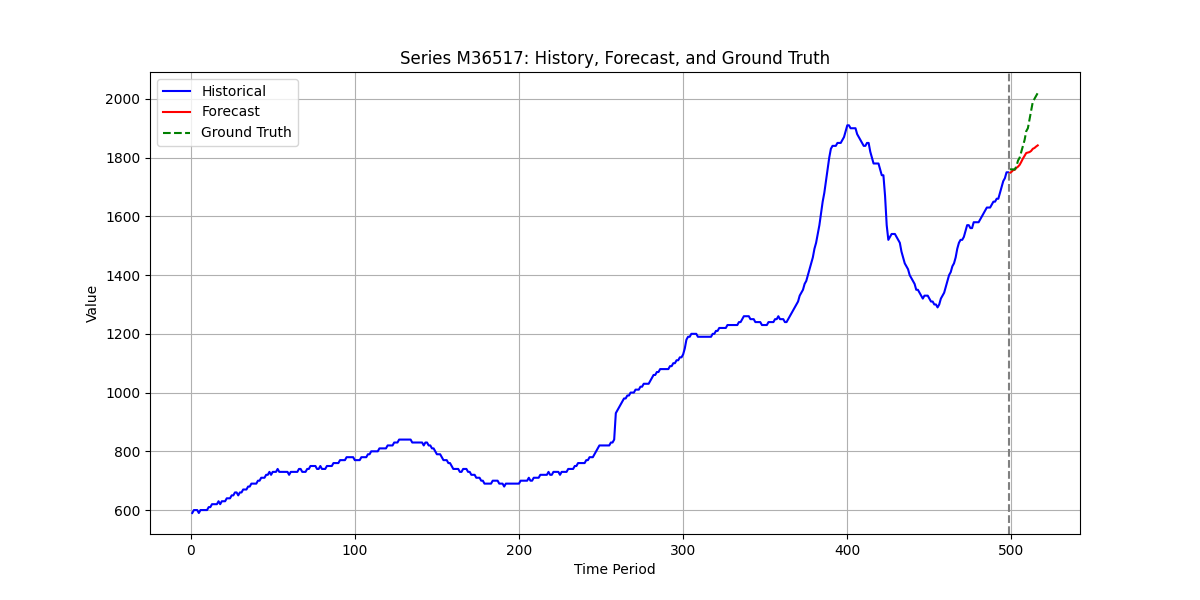 Series M36517: History, Forecast, and Ground Truth
Historical
Forecast
Ground Truth
2000
1800
1600
1400
1200
1000
800
600
Value
0 100 200 300 400 500
Time Period